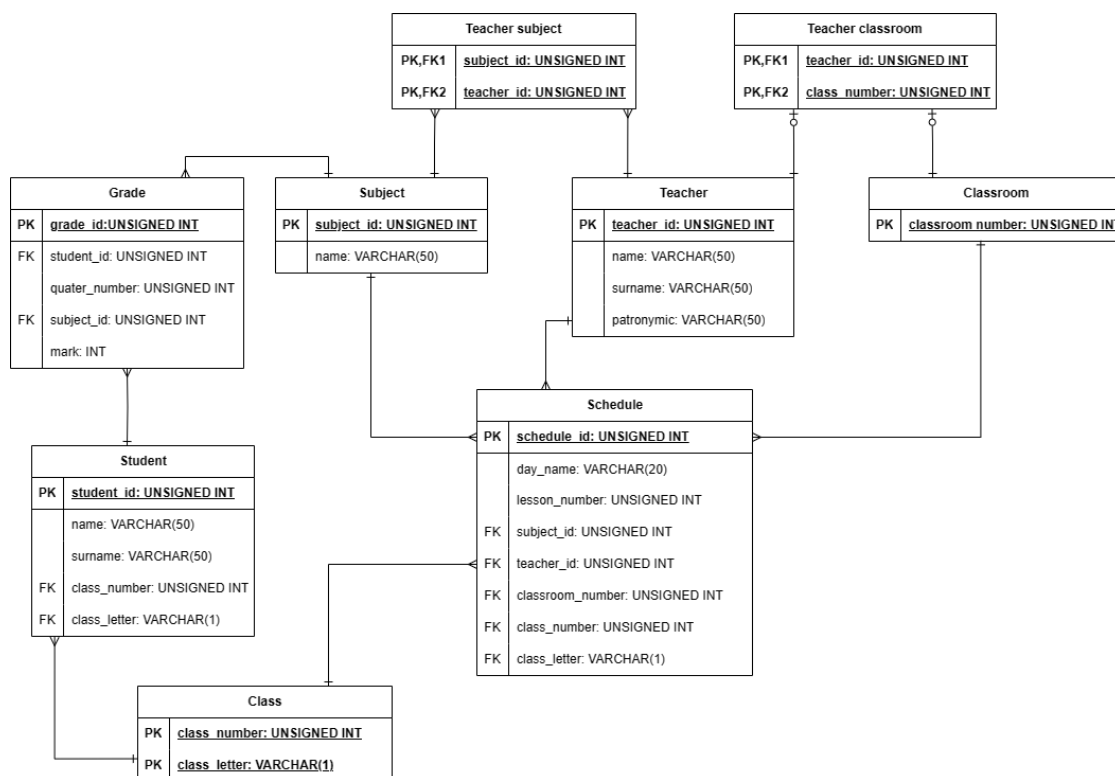 Teacher subject
PK,FK1 subject_id: UNSIGNED INT
PK,FK2 teacher_id: UNSIGNED INT
Teacher classroom
PK,FK1 teacher_id: UNSIGNED INT
PK,FK2 class_number: UNSIGNED INT
Grade
PK grade_id:UNSIGNED INT
FK student_id: UNSIGNED INT
quater_number: UNSIGNED INT
FK subject_id: UNSIGNED INT
mark: INT
Subject
PK subject_id: UNSIGNED INT
name: VARCHAR(50)
Teacher
PK teacher_id: UNSIGNED INT
name: VARCHAR(50)
surname: VARCHAR(50)
patronymic: VARCHAR(50)
Classroom
PK classroom number: UNSIGNED INT
Schedule
PK schedule_id: UNSIGNED INT
day_name: VARCHAR(20)
lesson_number: UNSIGNED INT
FK subject_id: UNSIGNED INT
FK teacher_id: UNSIGNED INT
FK classroom_number: UNSIGNED INT
FK class_number: UNSIGNED INT
FK class_letter: VARCHAR(1)
Student
PK student_id: UNSIGNED INT
name: VARCHAR(50)
surname: VARCHAR(50)
FK class_number: UNSIGNED INT
FK class_letter: VARCHAR(1)
Class
PK class_number: UNSIGNED INT
PK class_letter: VARCHAR(1)